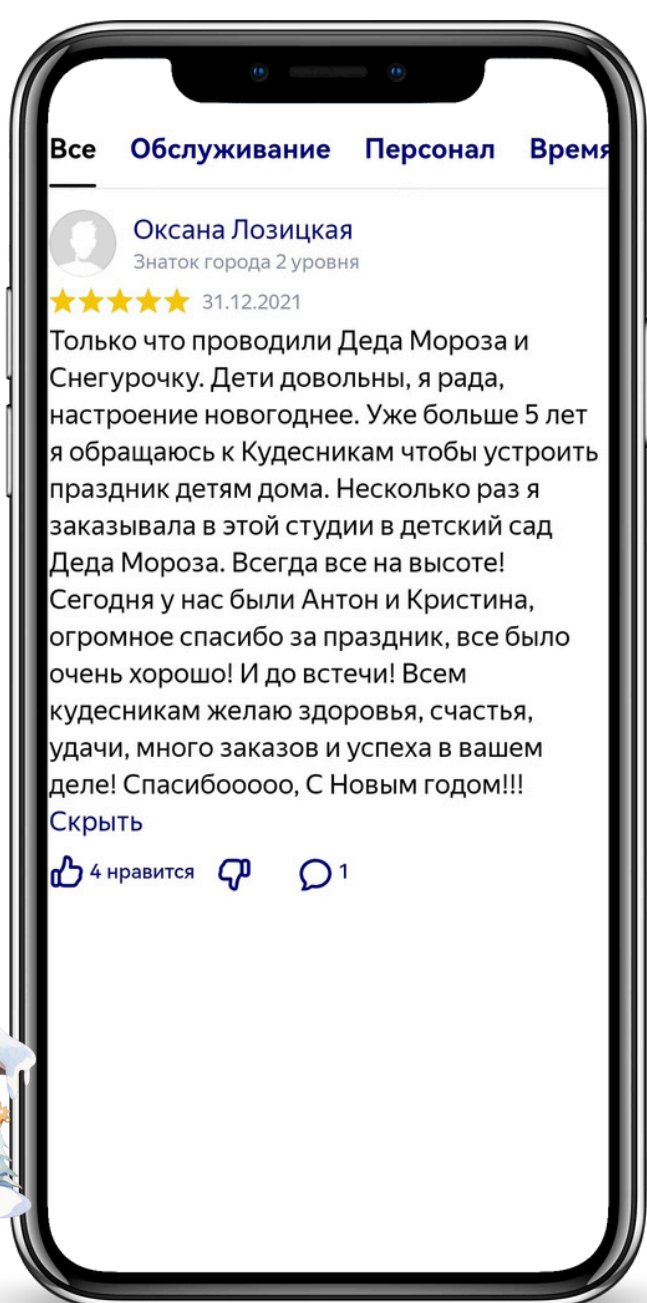 Все Обслуживание Персонал Время
Оксана Лозицкая
Знаток города 2 уровня
31.12.2021
Только что проводили Деда Мороза и
Снегурочку. Дети довольны, я рада,
настроение новогоднее. Уже больше 5 лет
я обращаюсь к Кудесникам чтобы устроить
праздник детям дома. Несколько раз я
заказывала в этой студии в детский сад
Деда Мороза. Всегда все на высоте!
Сегодня у нас были Антон и Кристина,
огромное спасибо за праздник, все было
очень хорошо! И до встечи! Всем
кудесникам желаю здоровья, счастья,
удачи, много заказов и успеха в вашем
деле! Спасибооооо, С Новым годом!!!
Скрыть
4 нравится 1